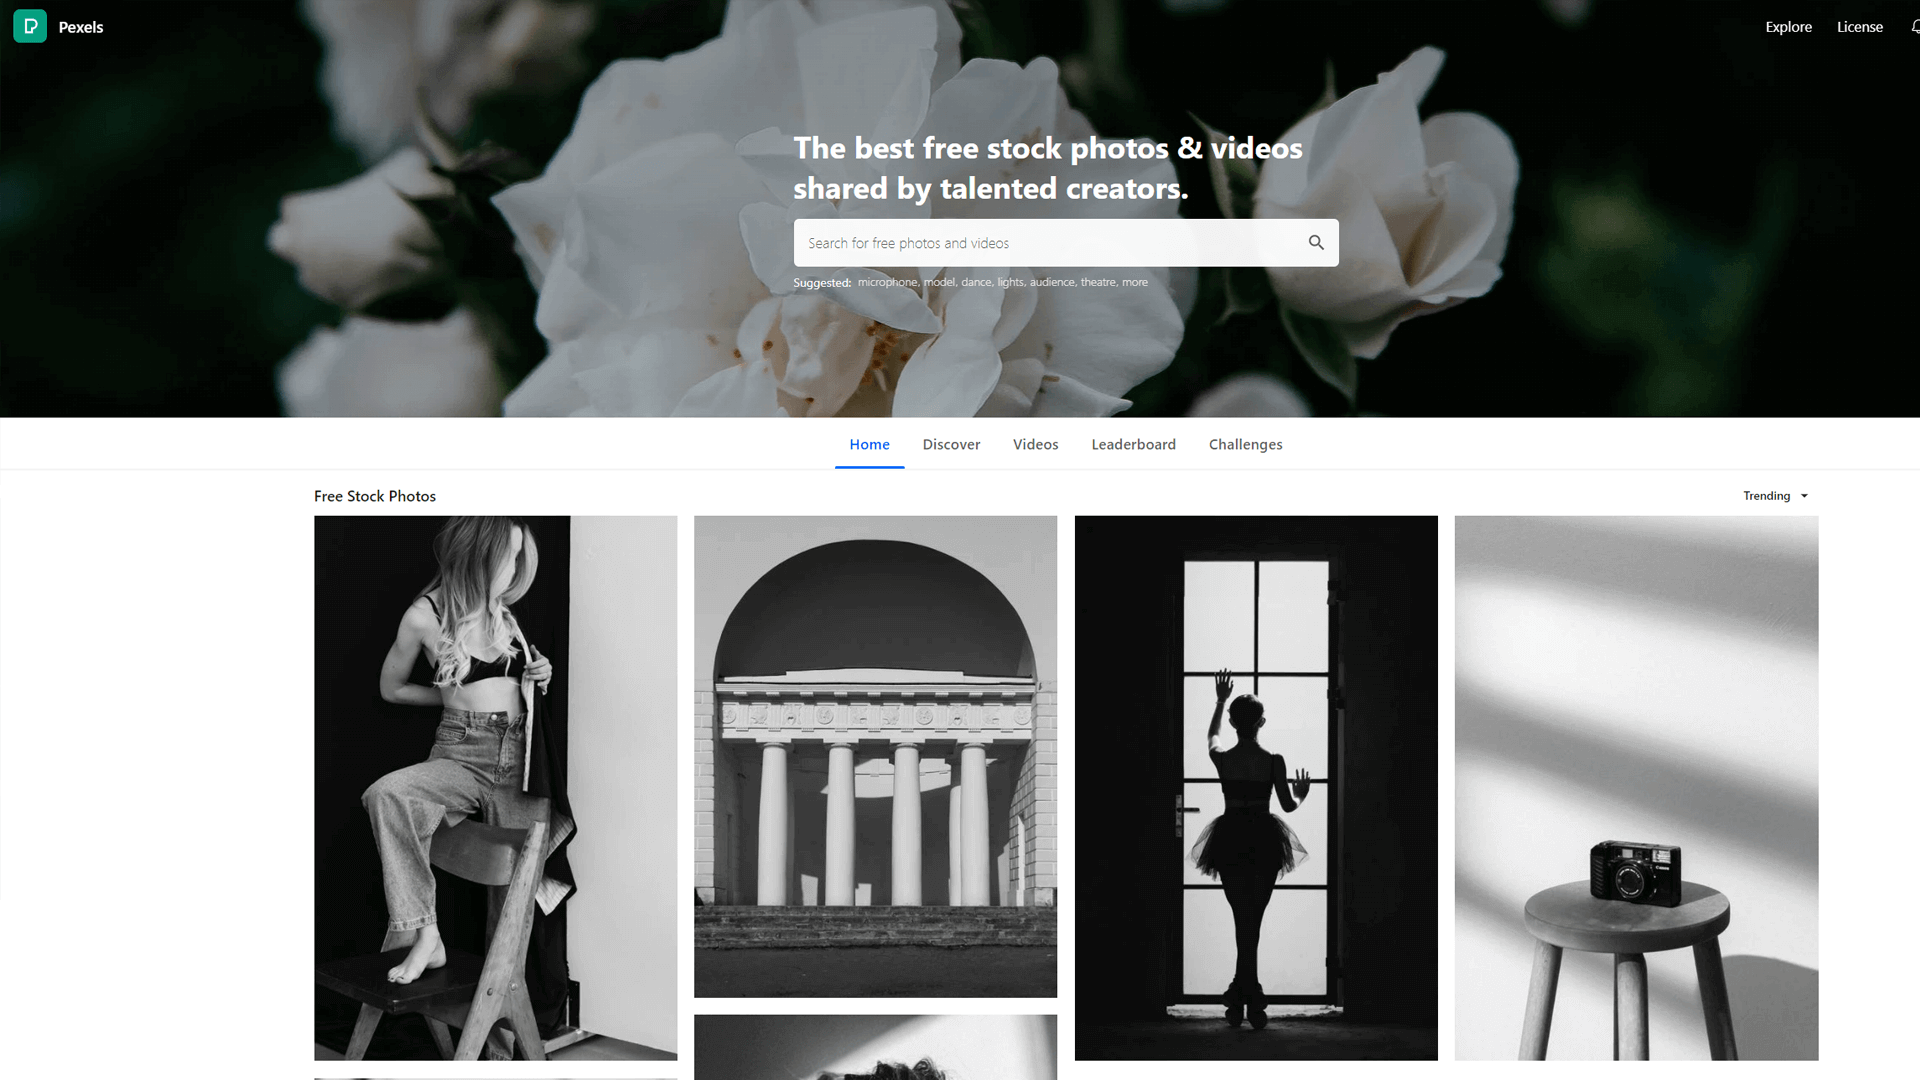 Pexels
Explore
License
The best free stock photos & videos
shared by talented creators.
Search for free photos and videos
Suggested: microphone, model, dance, lights, audience, theatre, more
Home
Discover
Videos
Leaderboard
Challenges
Free Stock Photos
Trending
Canon